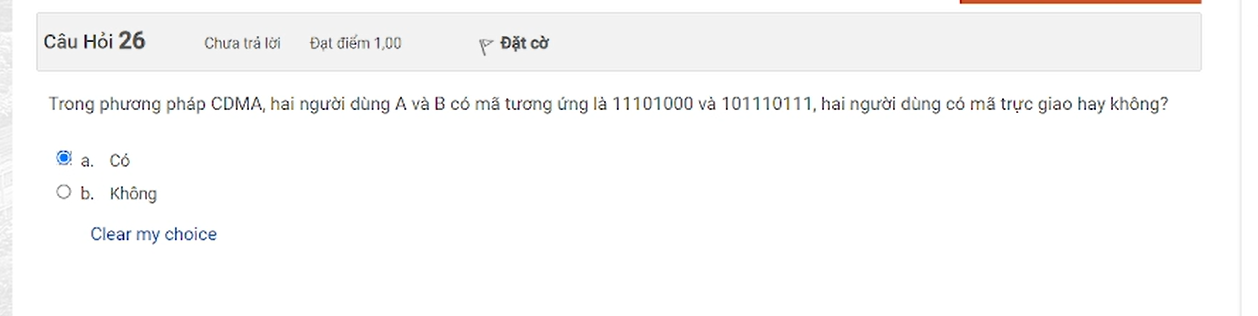 Câu Hỏi 26 Chưa trả lời Đạt điểm 1,00 Đặt cờ
Trong phương pháp CDMA, hai người dùng A và B có mã tương ứng là 11101000 và 101110111, hai người dùng có mã trực giao hay không?
a. Có
b. Không
Clear my choice